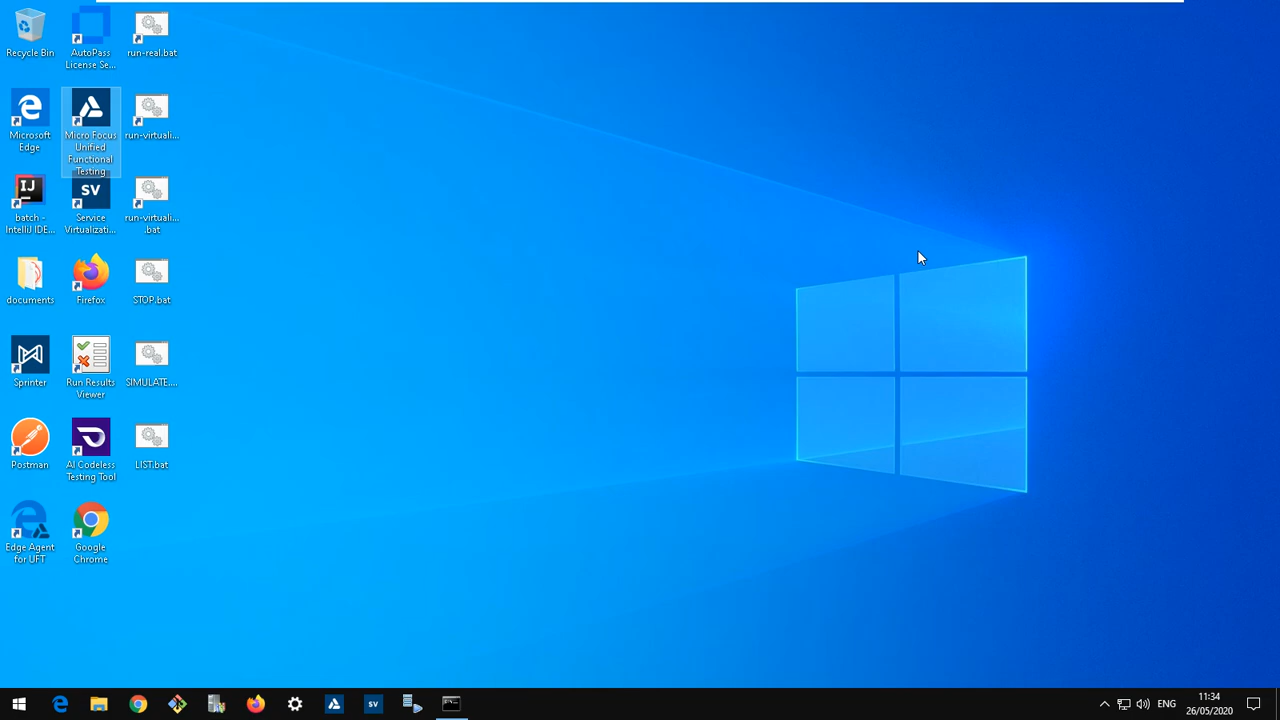 Recycle Bin
AutoPass
License Se...
run-real.bat
Microsoft
Edge
Micro Focus
Unified
Functional
Testing
run-virtuali...
IJ
batch -
IntelliJ IDE...
SV
Service
Virtualizati...
run-virtuali...
.bat
documents
Firefox
STOP.bat
Sprinter
Run Results
Viewer
SIMULATE....
Postman
AI Codeless
Testing Tool
LIST.bat
Edge Agent
for UFT
Google
Chrome
SV
ENG
11:34
26/05/2020